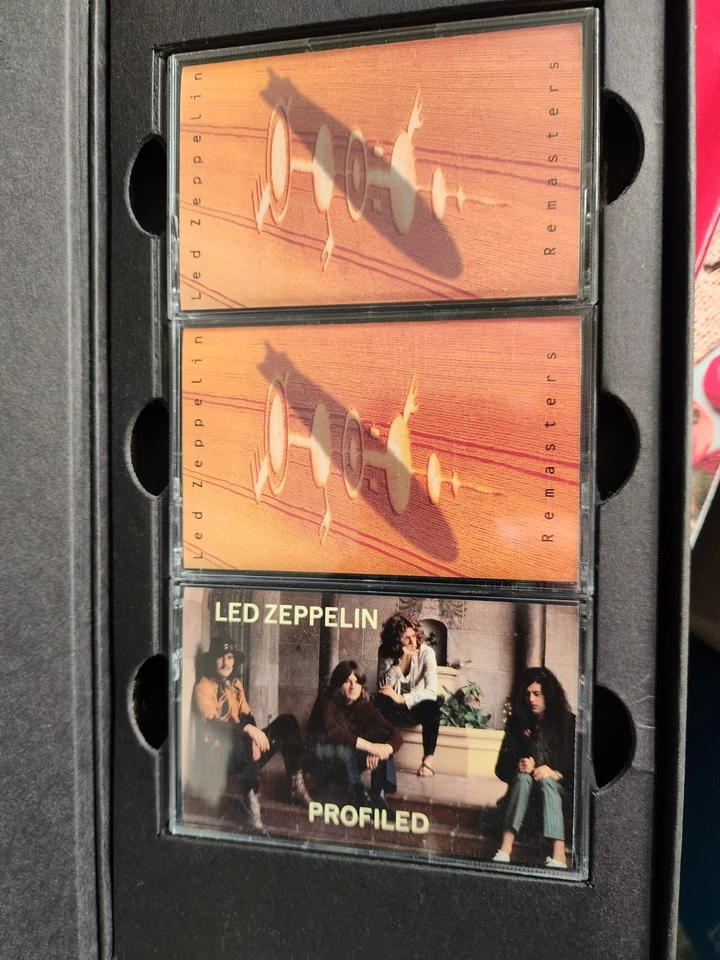 Led Zeppelin
Remasters
Led Zeppelin
Remasters
LED ZEPPELIN
PROFILED